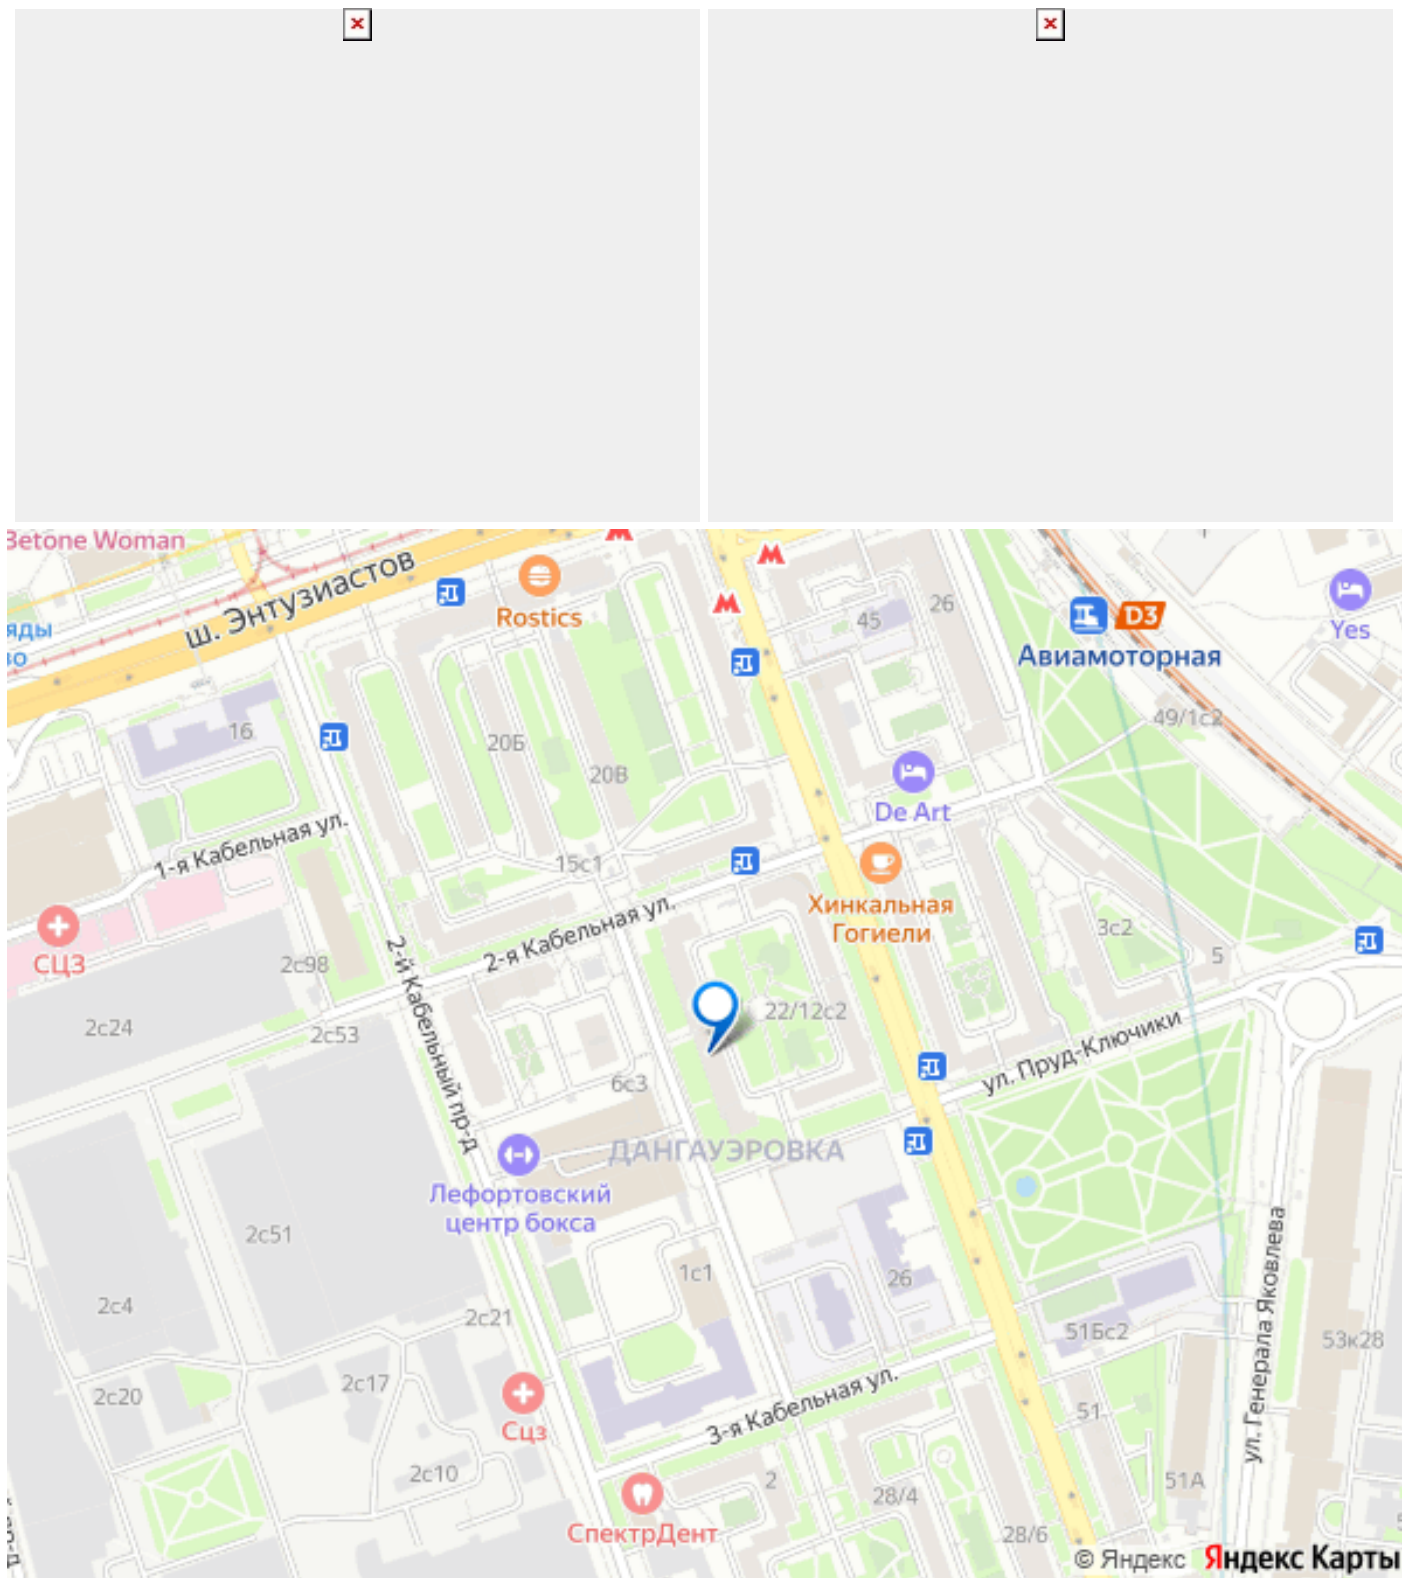 Betone Woman
ш. Энтузиастов
Rostics
26
45
D3
Yes
яды
во
Авиамоторная
49/1с2
16
20Б
20В
De Art
1-я Кабельная ул.
15с1
Хинкальная
Гогиели
2-я Кабельная ул.
3с2
СЦЗ
2с98
5
2-й Кабельный пр-д
22/12с2
2с24
2с53
ул. Пруд-Ключики
6с3
ДАНГАУЭРОВКА
Лефортовский
центр бокса
2с51
1с1
26
ул. Генерала Яковлева
2с4
2с21
51Бс2
53к28
2с20
2с17
3-я Кабельная ул.
51
Сцз
2с10
2
28/4
51А
СпектрДент
28/6
© Яндекс Яндекс Карты